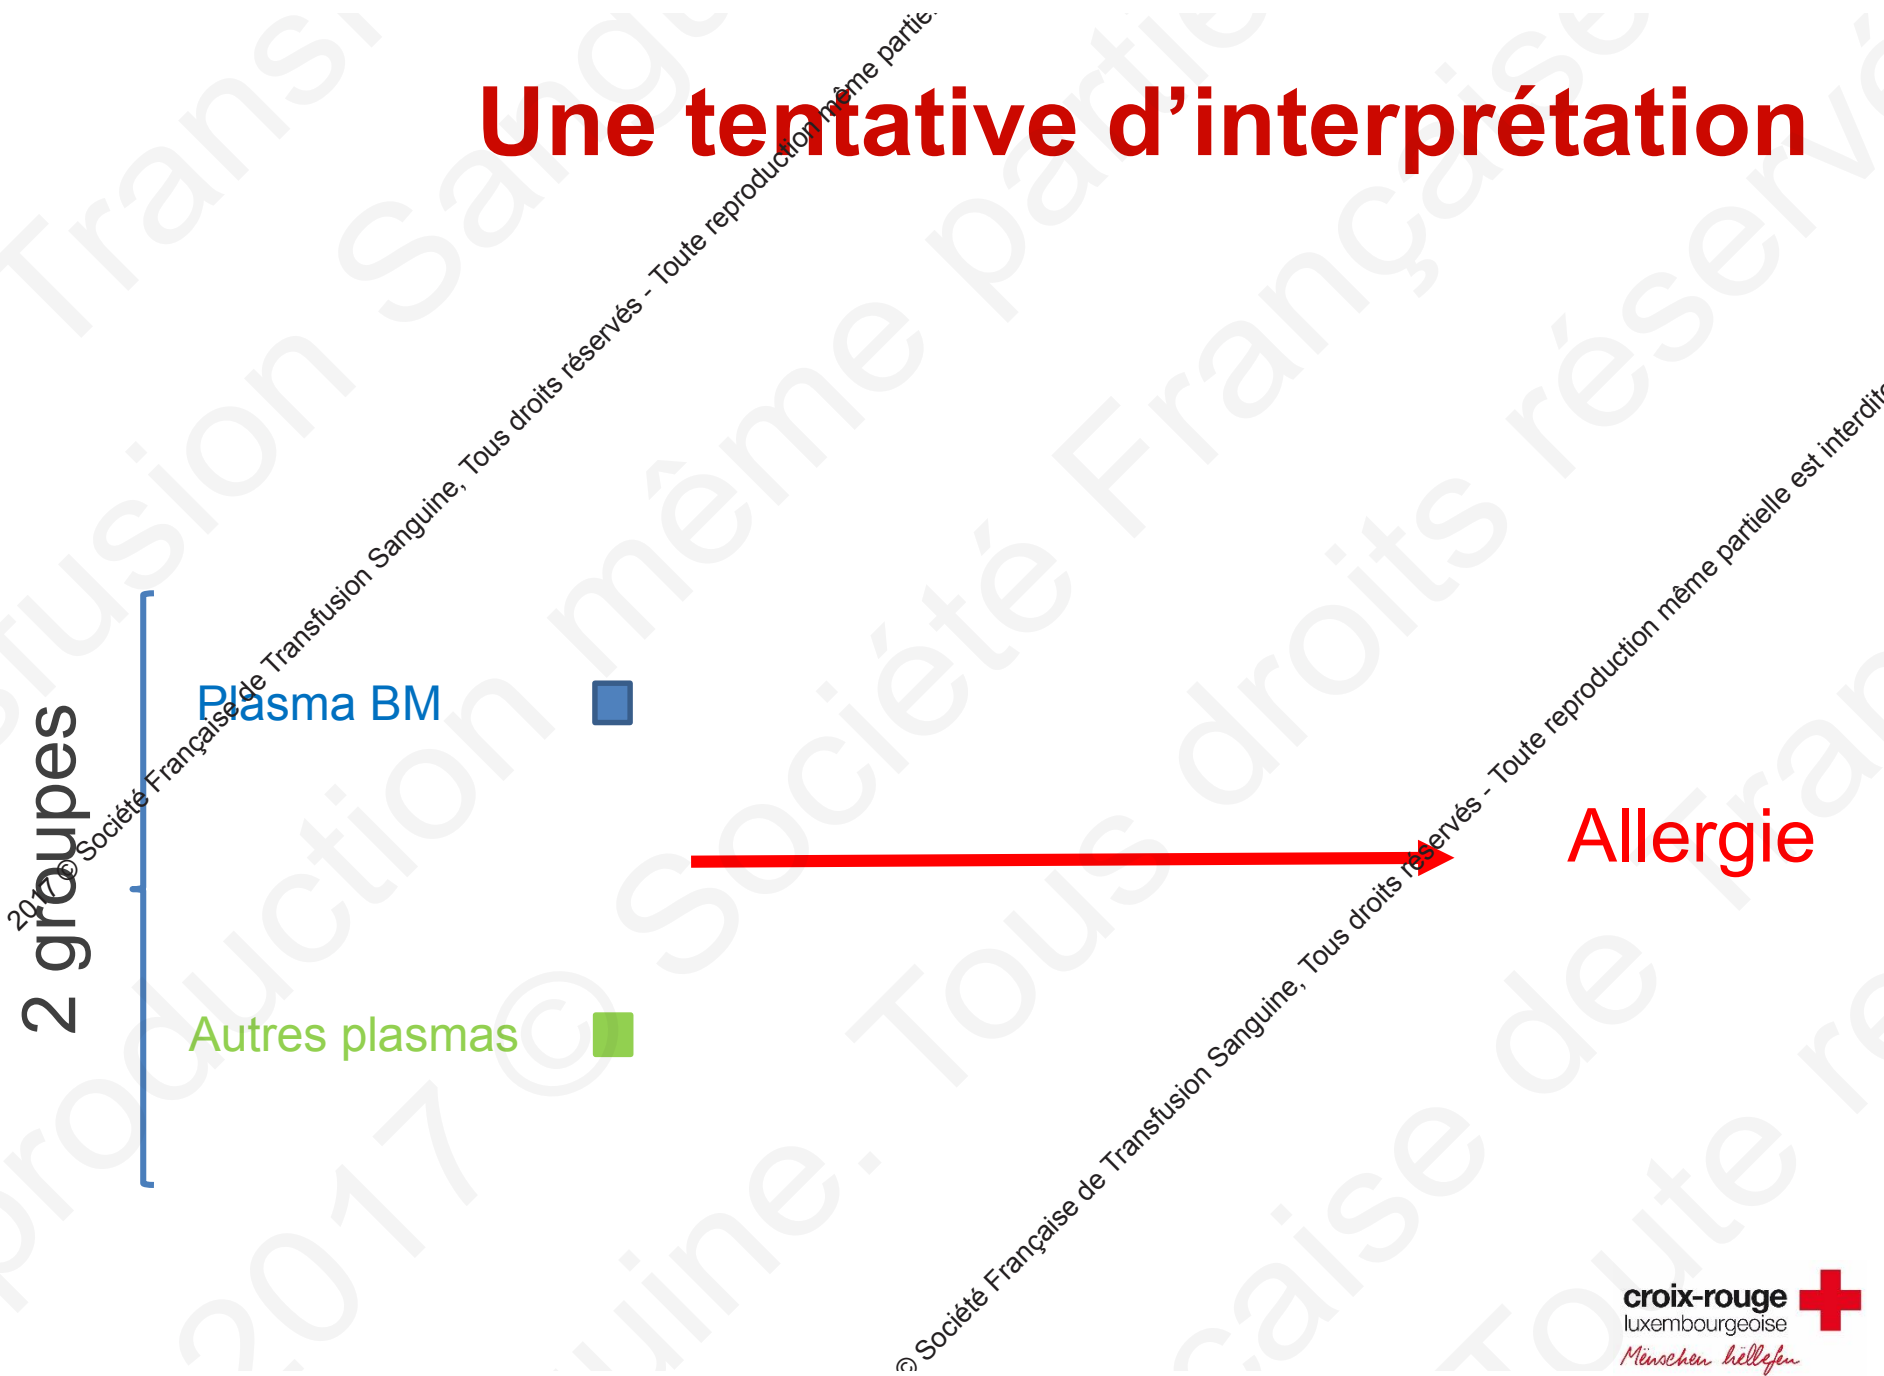 Une tentative d’interprétation
2 groupes
Plasma BM
Autres plasmas
Allergie
2017 © Société Française de Transfusion Sanguine, Tous droits réservés - Toute reproduction même partie
© Société Française de Transfusion Sanguine, Tous droits réservés - Toute reproduction même partielle est interdite
croix-rouge
luxembourgeoise
Mënschen hëllefen